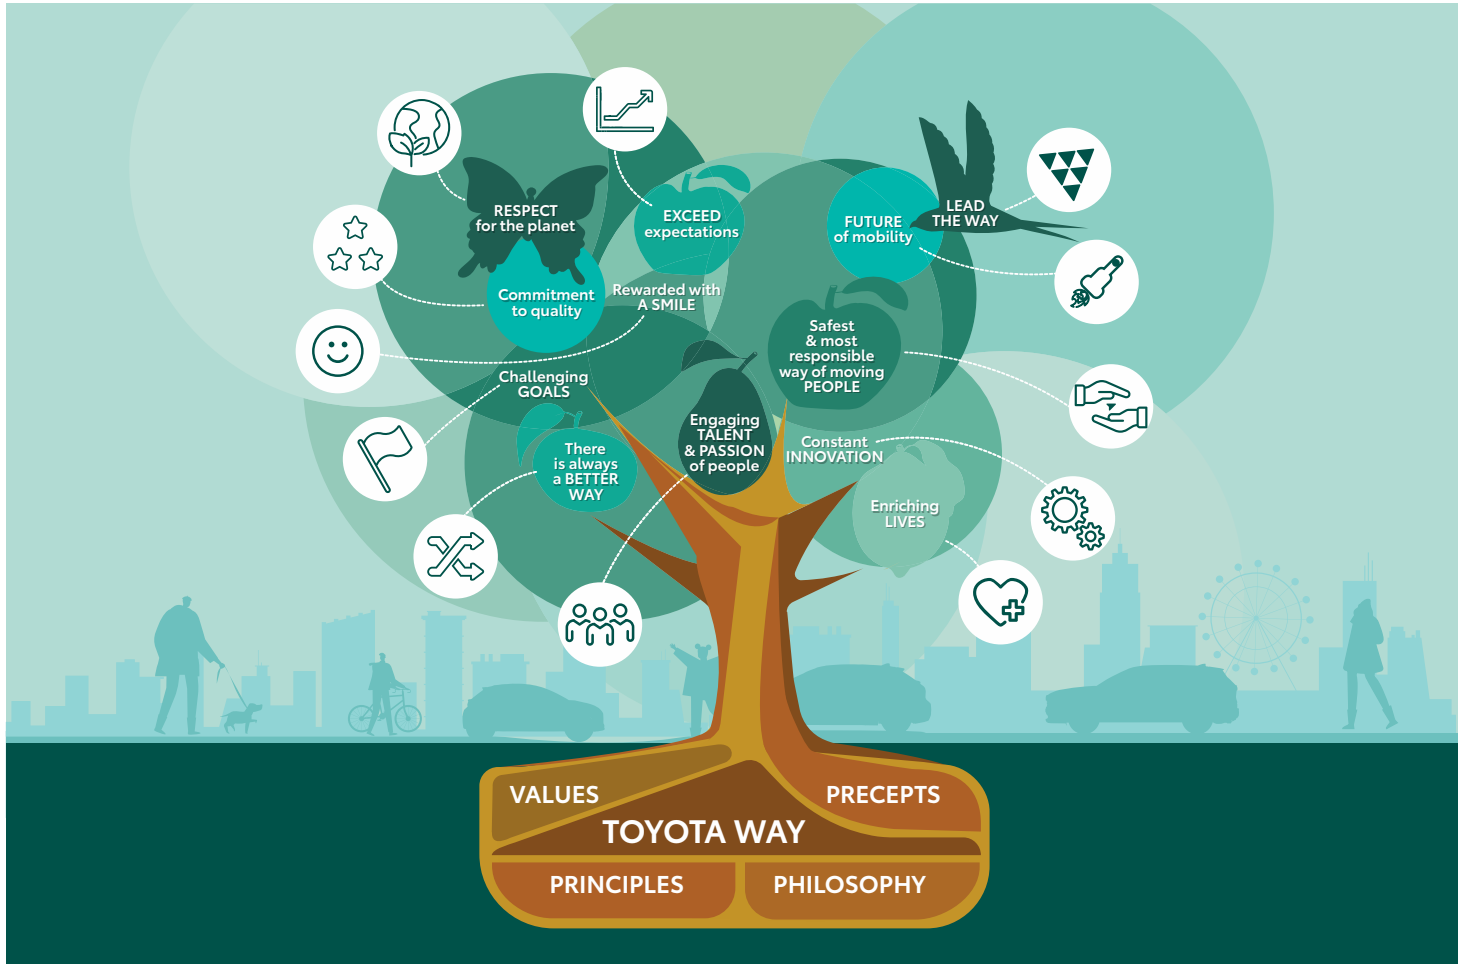 RESPECT
for the planet
EXCEED
expectations
FUTURE
of mobility
LEAD
THE WAY
Commitment
to quality
Rewarded with
A SMILE
Safest
& most
responsible
way of moving
PEOPLE
Challenging
GOALS
Engaging
TALENT
& PASSION
of people
Constant
INNOVATION
There
is always
a BETTER
WAY
Enriching
LIVES
VALUES
PRECEPTS
TOYOTA WAY
PRINCIPLES
PHILOSOPHY